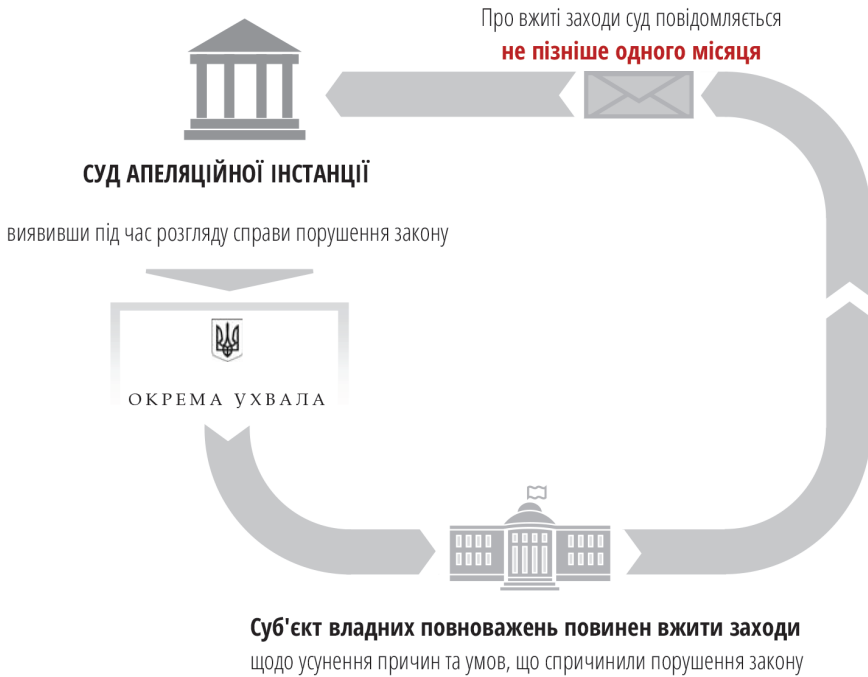 Про вжиті заходи суд повідомляється
не пізніше одного місяця
СУД АПЕЛЯЦІЙНОЇ ІНСТАНЦІЇ
виявивши під час розгляду справи порушення закону
ОКРЕМА УХВАЛА
Суб'єкт владних повноважень повинен вжити заходи
щодо усунення причин та умов, що спричинили порушення закону